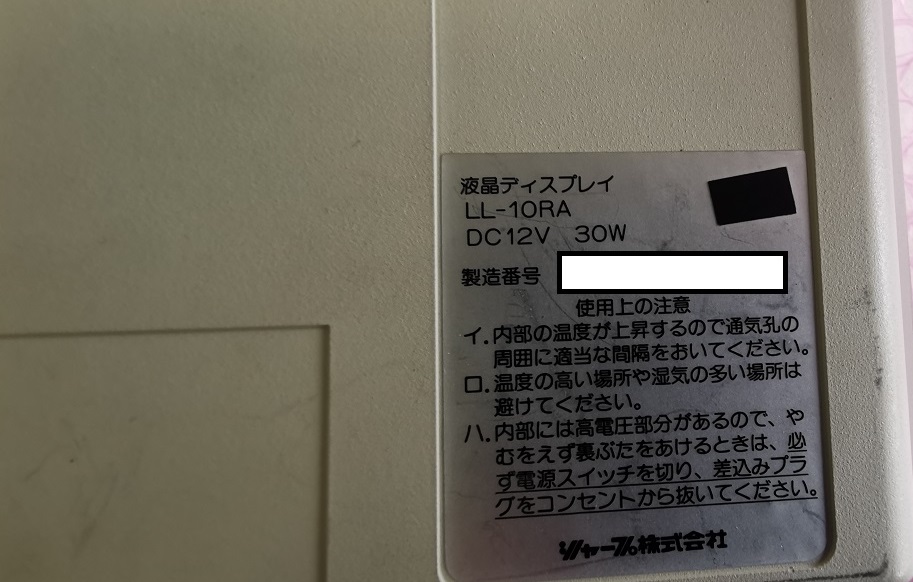 液晶ディスプレイ
LL-10RA
DC12V 30W
製造番号
使用上の注意
イ.内部の温度が上昇するので通気孔の
周囲に適当な間隔をおいてください。
ロ.温度の高い場所や湿気の多い場所は
避けてください。
ハ.内部には高電圧部分があるので、や
むをえず裏ぶたをあけるときは、必
ず電源スイッチを切り、差込みプラ
グをコンセントから抜いてください。
シャープ株式会社